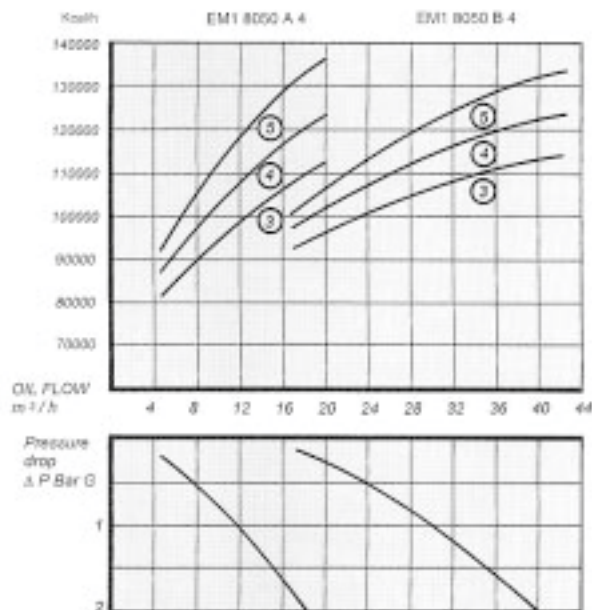 Kcal/h EM1 8050 A 4 EM1 8050 B 4
140000
130000
120000
110000
100000
90000
80000
70000
5
4
3
5
4
3
OIL FLOW
m³/h 4 8 12 16 20 24 28 32 36 40 44
Pressure
drop
Δ P Bar G
1
2